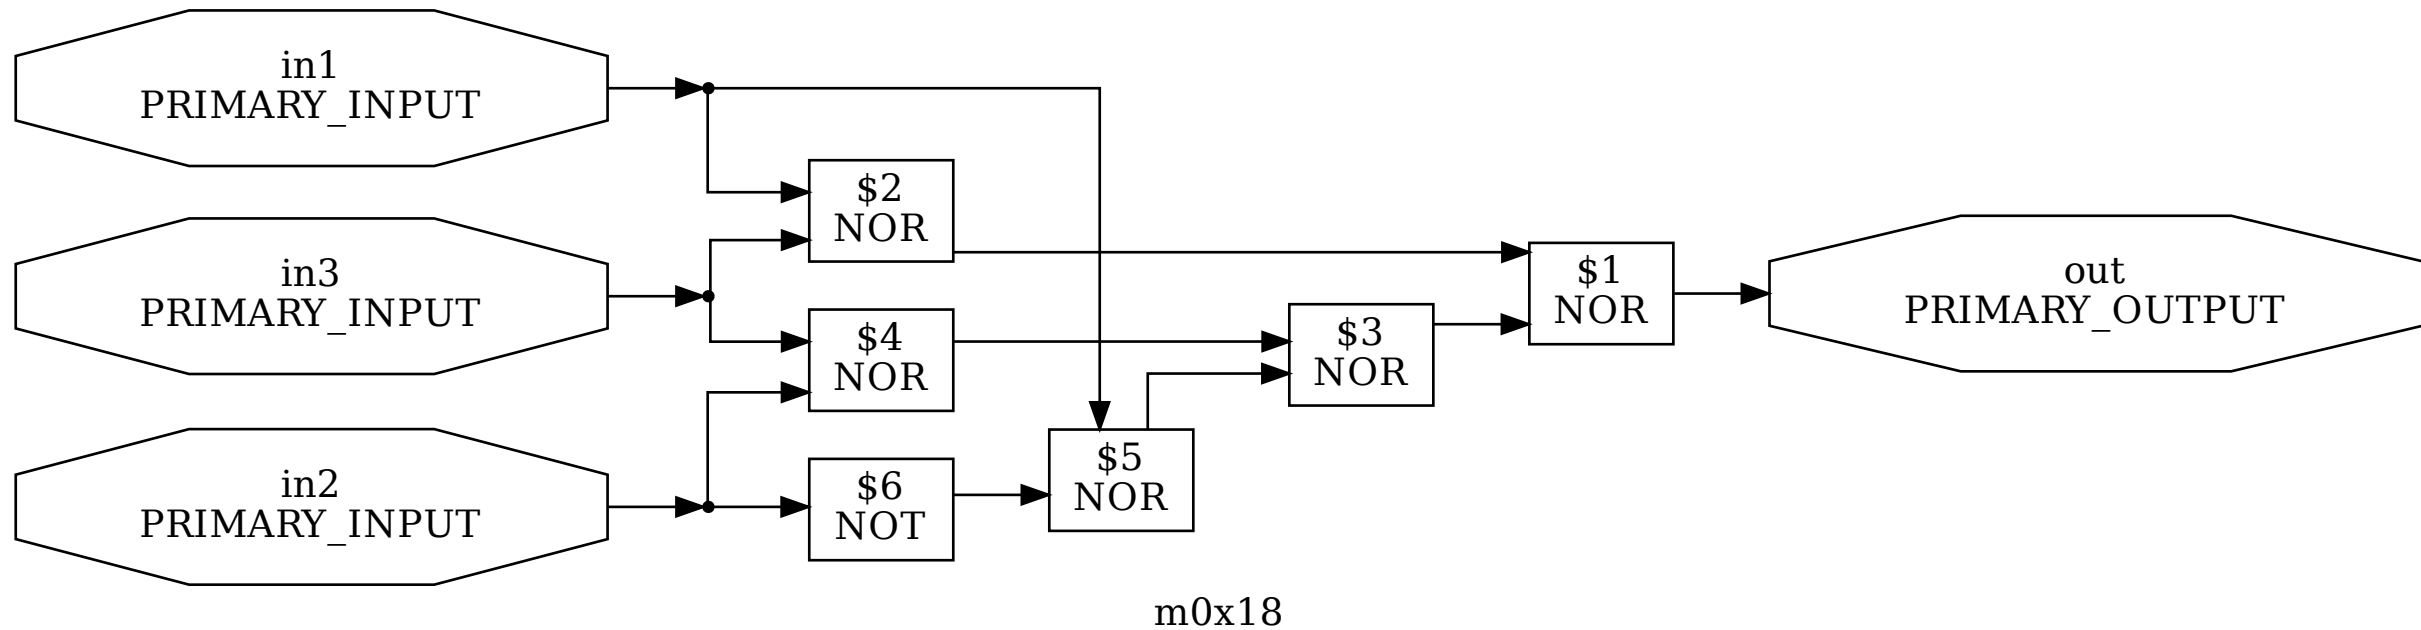 in1
PRIMARY_INPUT
$2
NOR
in3
PRIMARY_INPUT
$1
NOR
out
PRIMARY_OUTPUT
$4
NOR
$3
NOR
in2
PRIMARY_INPUT
$6
NOT
$5
NOR
m0x18